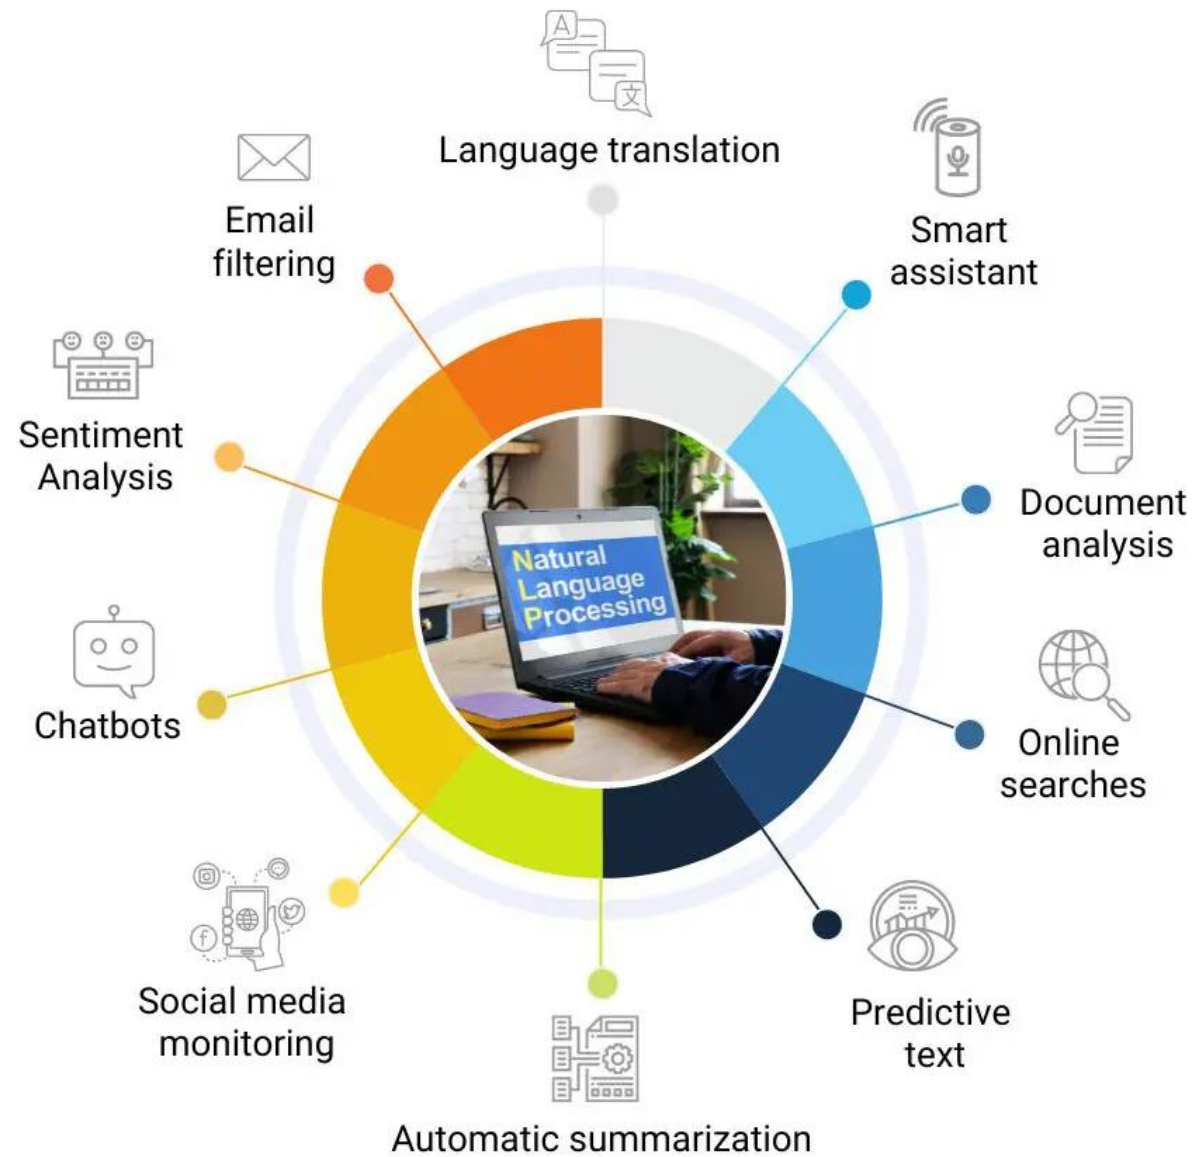 A
文
Language translation
Smart
assistant
Document
analysis
Online
searches
Predictive
text
Automatic summarization
Social media
monitoring
f
Chatbots
Sentiment
Analysis
Email
filtering
Natural
Language
Processing